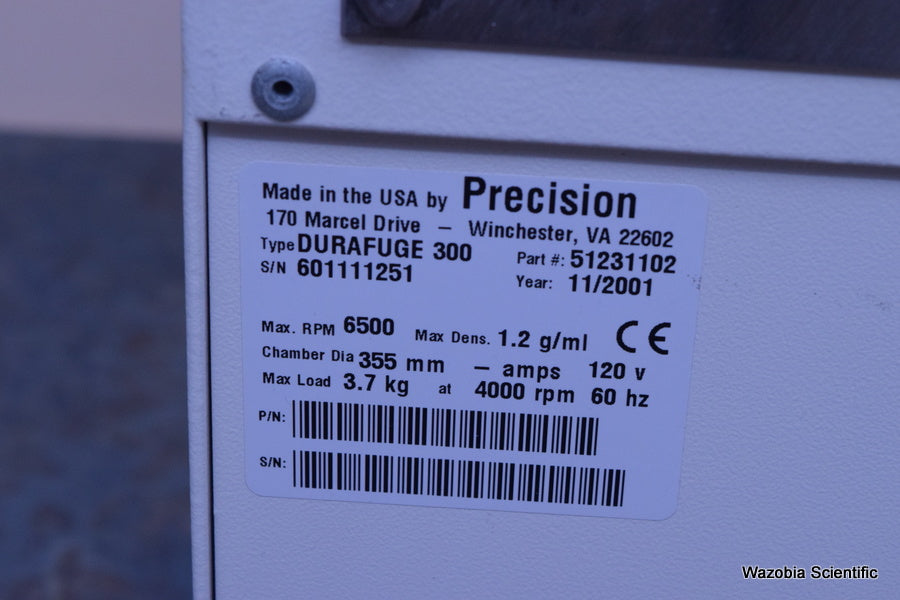 Made in the USA by Precision
170 Marcel Drive — Winchester, VA 22602
Type DURAFUGE 300 Part #: 51231102
S/N 601111251 Year: 11/2001
Max. RPM 6500 Max Dens. 1.2 g/ml CE
Chamber Dia 355 mm — amps 120 v
Max Load 3.7 kg at 4000 rpm 60 hz
P/N:
S/N:
Wazobia Scientific